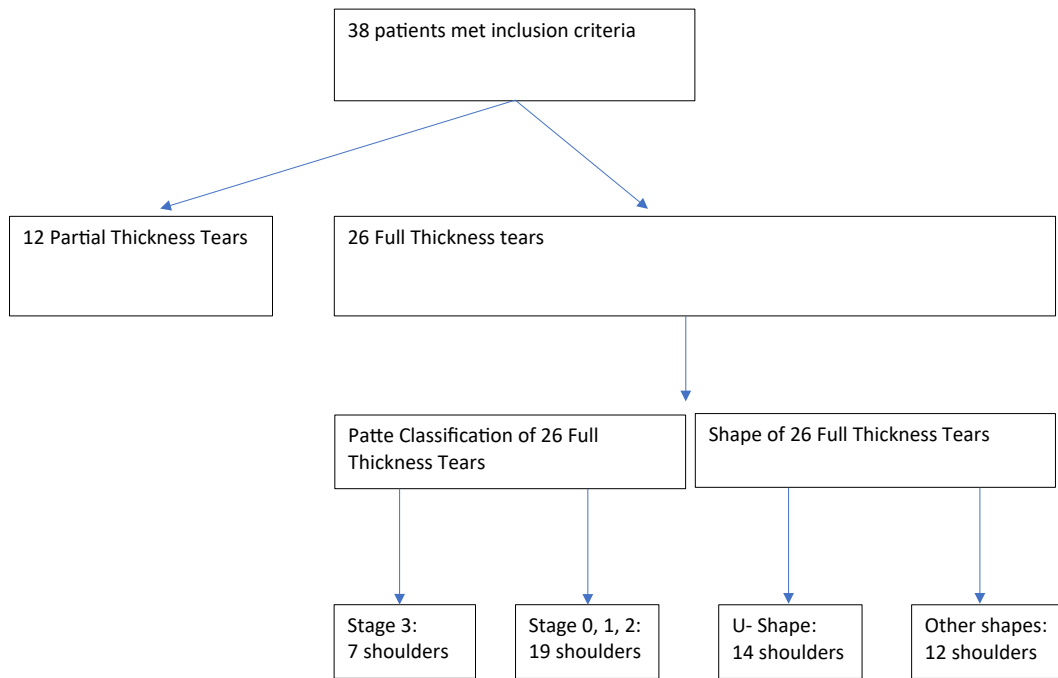 38 patients met inclusion criteria
12 Partial Thickness Tears
26 Full Thickness tears
Patte Classification of 26 Full
Thickness Tears
Shape of 26 Full Thickness Tears
Stage 3:
7 shoulders
Stage 0, 1, 2:
19 shoulders
U- Shape:
14 shoulders
Other shapes:
12 shoulders